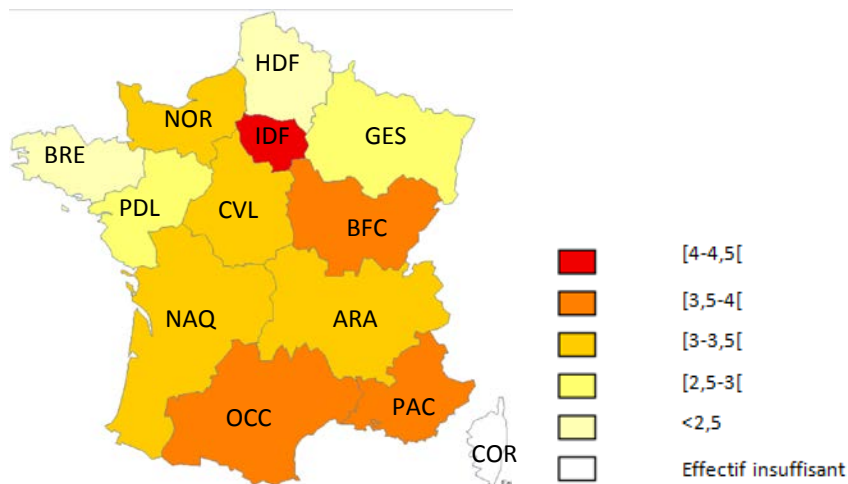 HDF
NOR
IDF
GES
BRE
PDL
CVL
BFC
NAQ
ARA
OCC
PAC
COR
[4-4,5[
[3,5-4[
[3-3,5[
[2,5-3[
<2,5
Effectif insuffisant